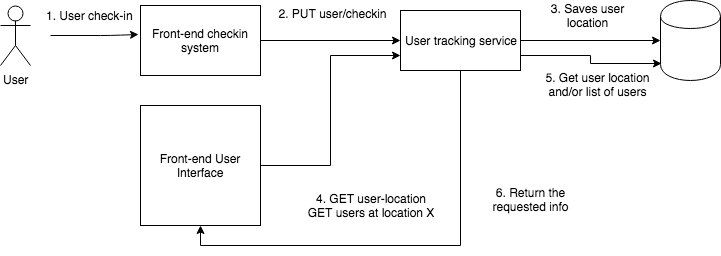 1. User check-in
2. PUT user/checkin
3. Saves user
location
Front-end checkin
system
User tracking service
User
5. Get user location
and/or list of users
Front-end User
Interface
4. GET user-location
GET users at location X
6. Return the
requested info